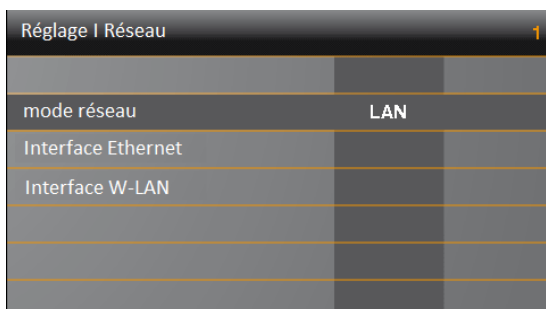 Réglage I Réseau 1
mode réseau LAN
Interface Ethernet
Interface W-LAN